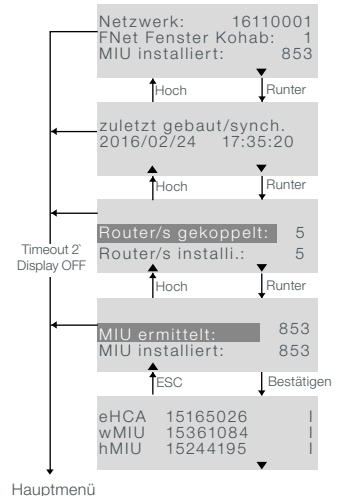 Netzwerk: 16110001
FNet Fenster Kohab: 1
MIU installiert: 853
Hoch
Runter
zuletzt gebaut/synch.
2016/02/24 17:35:20
Hoch
Runter
Router/s gekoppelt: 5
Router/s installi.: 5
Timeout 2`
Display OFF
Hoch
Runter
MIU ermittelt: 853
MIU installiert: 853
ESC
Bestätigen
eHCA 15165026 I
wMIU 15361084 I
hMIU 15244195 I
Hauptmenü